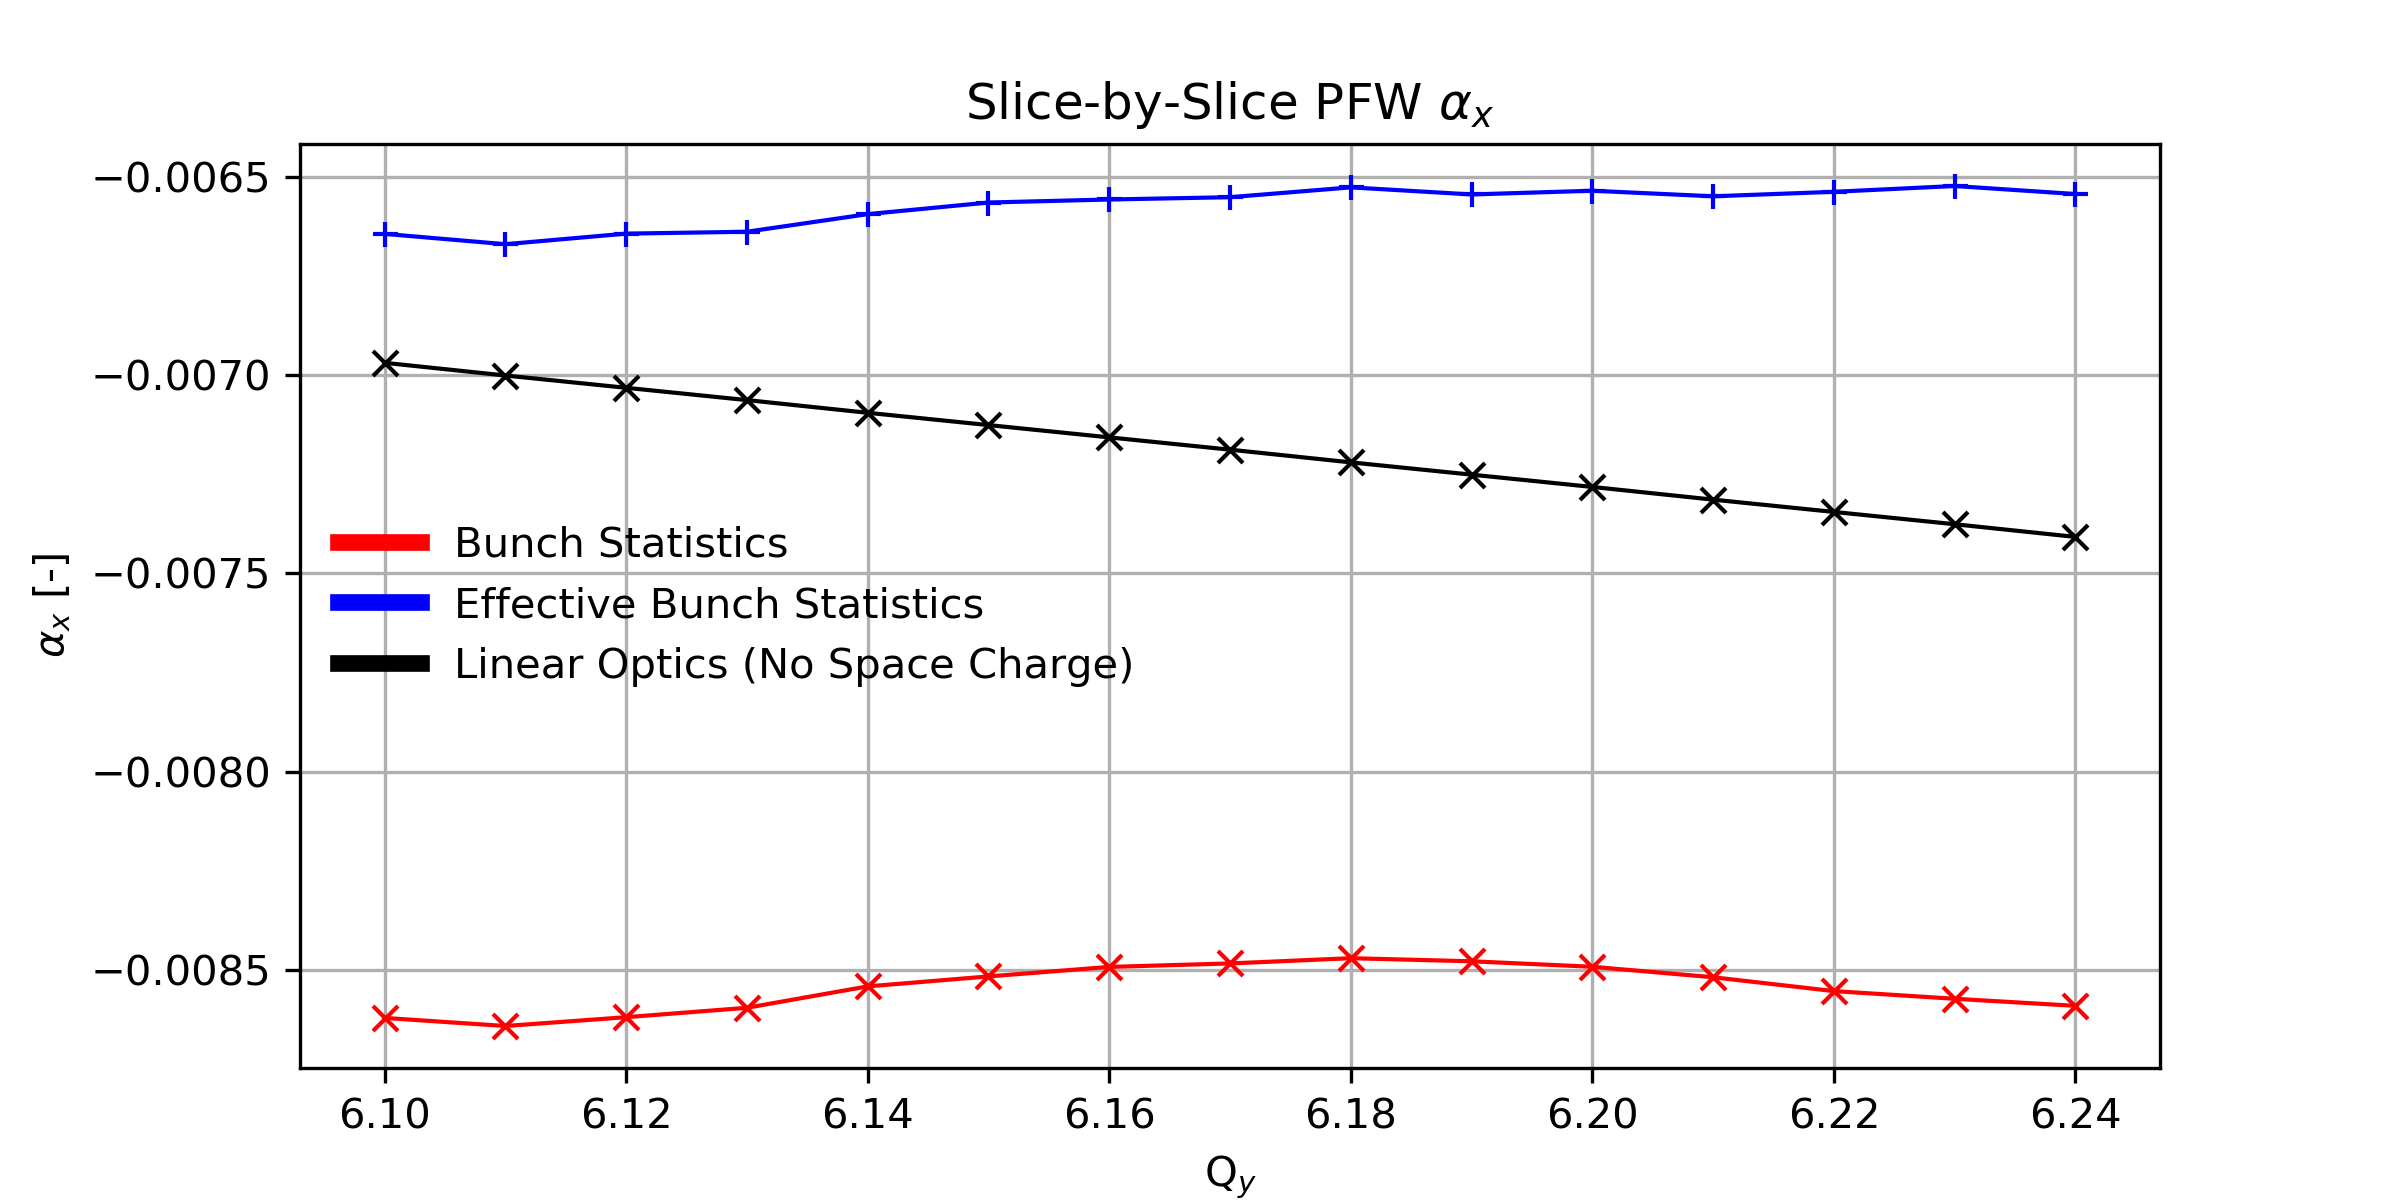 Slice-by-Slice PFW αₓ
−0.0065
−0.0070
−0.0075
−0.0080
−0.0085
αₓ [-]
Bunch Statistics
Effective Bunch Statistics
Linear Optics (No Space Charge)
6.10 6.12 6.14 6.16 6.18 6.20 6.22 6.24
Q_y